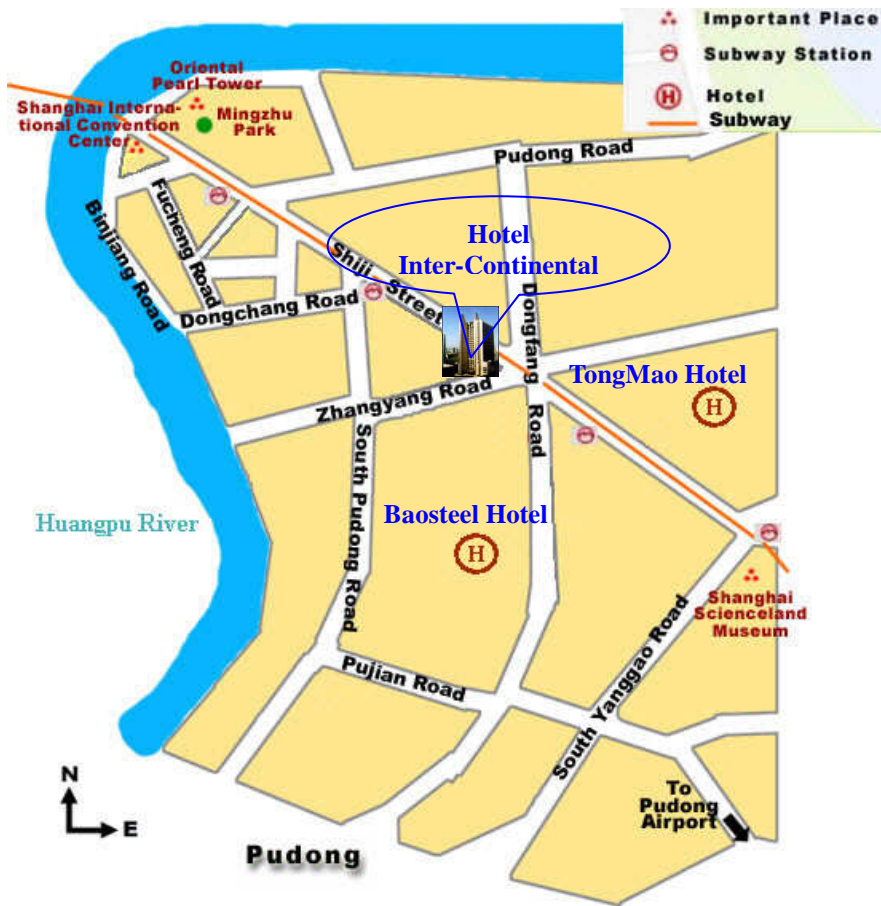 Important Place
Subway Station
H
Hotel
Subway
Oriental
Pearl Tower
Shanghai Interna-
tional Convention
Center
Mingzhu
Park
Pudong Road
Fucheng Road
Binjiang Road
Hotel
Inter-Continental
Shiji Street
Dongchang Road
Dongfang Road
TongMao Hotel
H
Zhangyang Road
South Pudong Road
Baosteel Hotel
H
Huangpu River
Shanghai
Scienceland
Museum
Pujian Road
South Yanggao Road
To
Pudong
Airport
N
E
Pudong